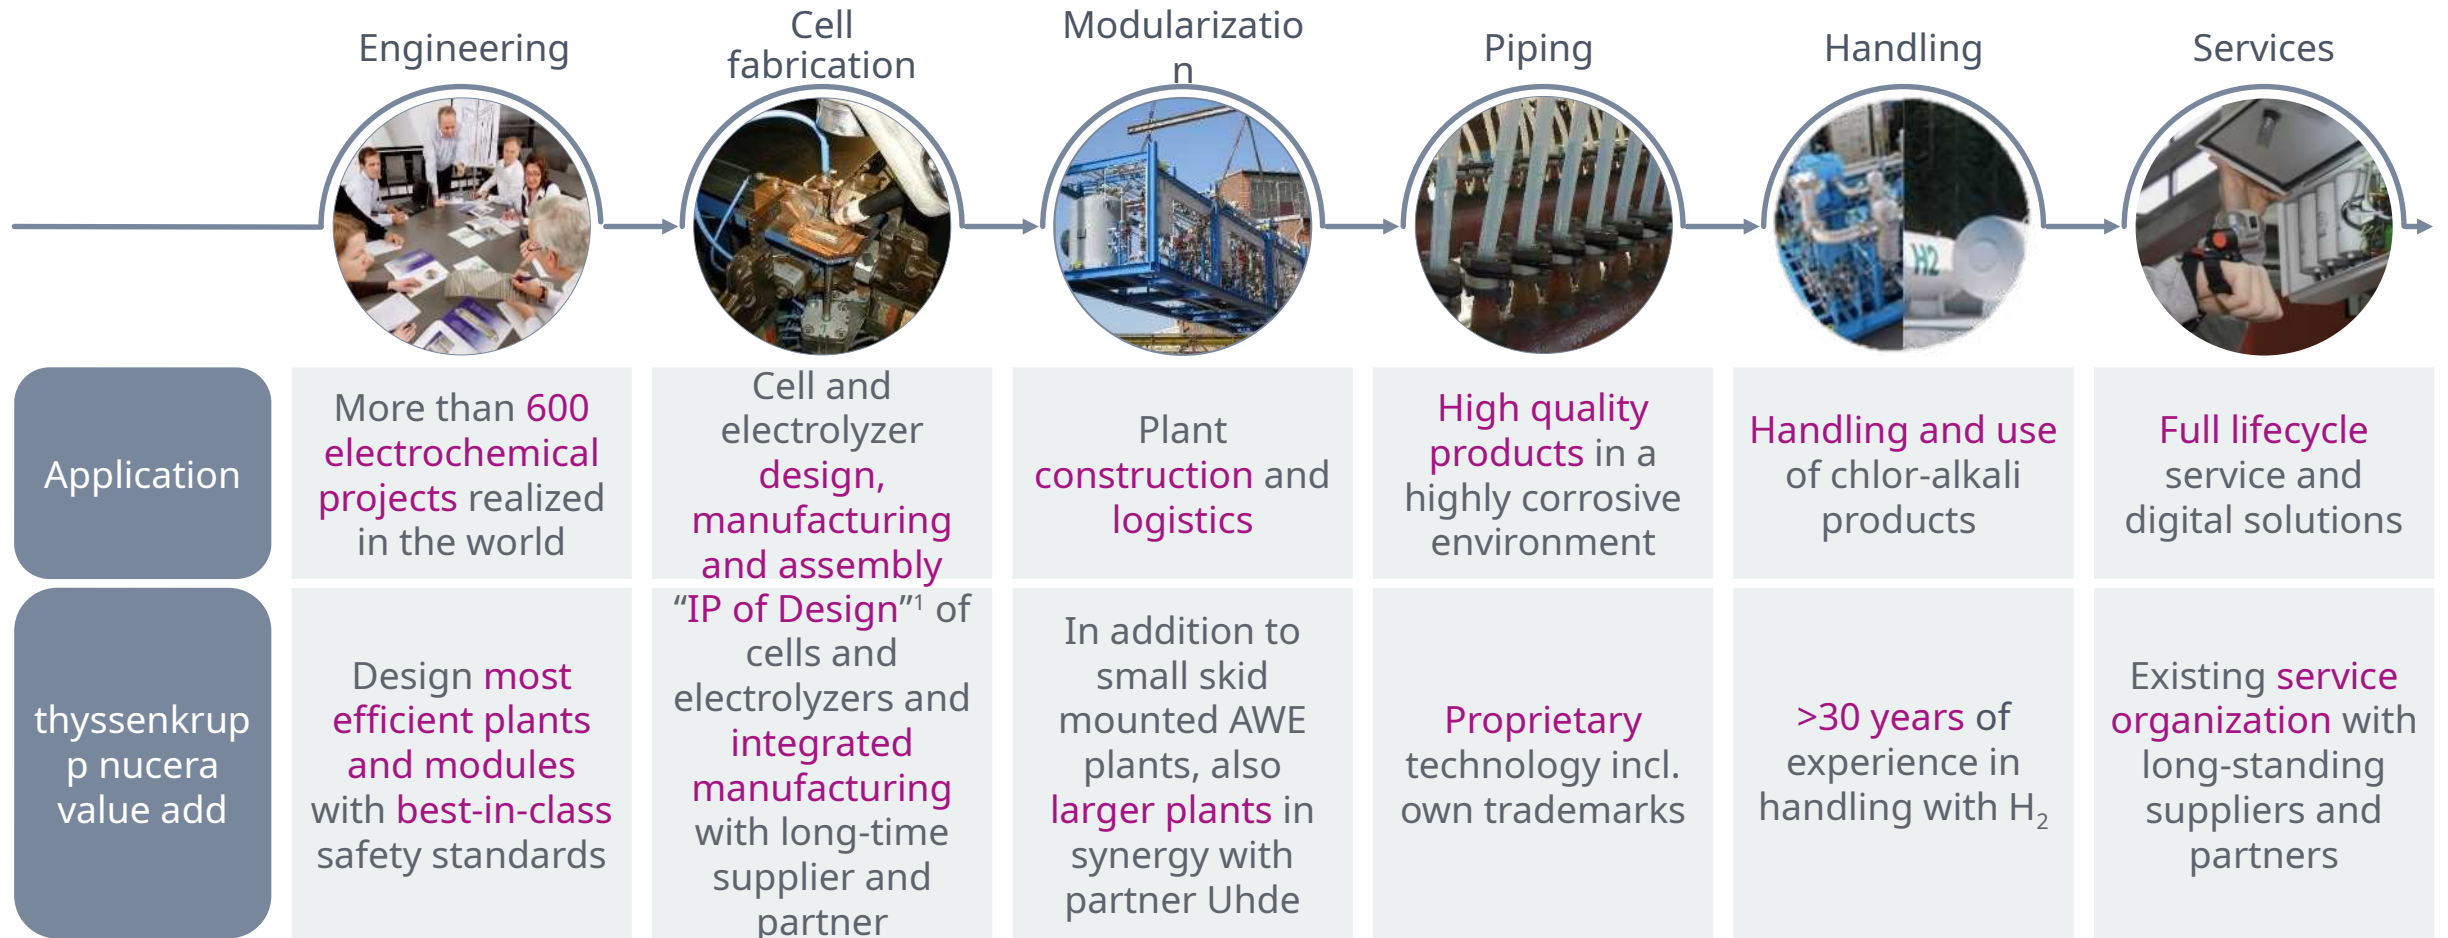 Engineering
Cell
fabrication
Modularizatio
n
Piping
Handling
Services
H2
Application
More than 600
electrochemical
projects realized
in the world
Cell and
electrolyzer
design,
manufacturing
and assembly
Plant
construction and
logistics
High quality
products in a
highly corrosive
environment
Handling and use
of chlor-alkali
products
Full lifecycle
service and
digital solutions
thyssenkrup
p nucera
value add
Design most
efficient plants
and modules
with best-in-class
safety standards
“IP of Design”¹ of
cells and
electrolyzers and
integrated
manufacturing
with long-time
supplier and
partner
In addition to
small skid
mounted AWE
plants, also
larger plants in
synergy with
partner Uhde
Proprietary
technology incl.
own trademarks
>30 years of
experience in
handling with H₂
Existing service
organization with
long-standing
suppliers and
partners